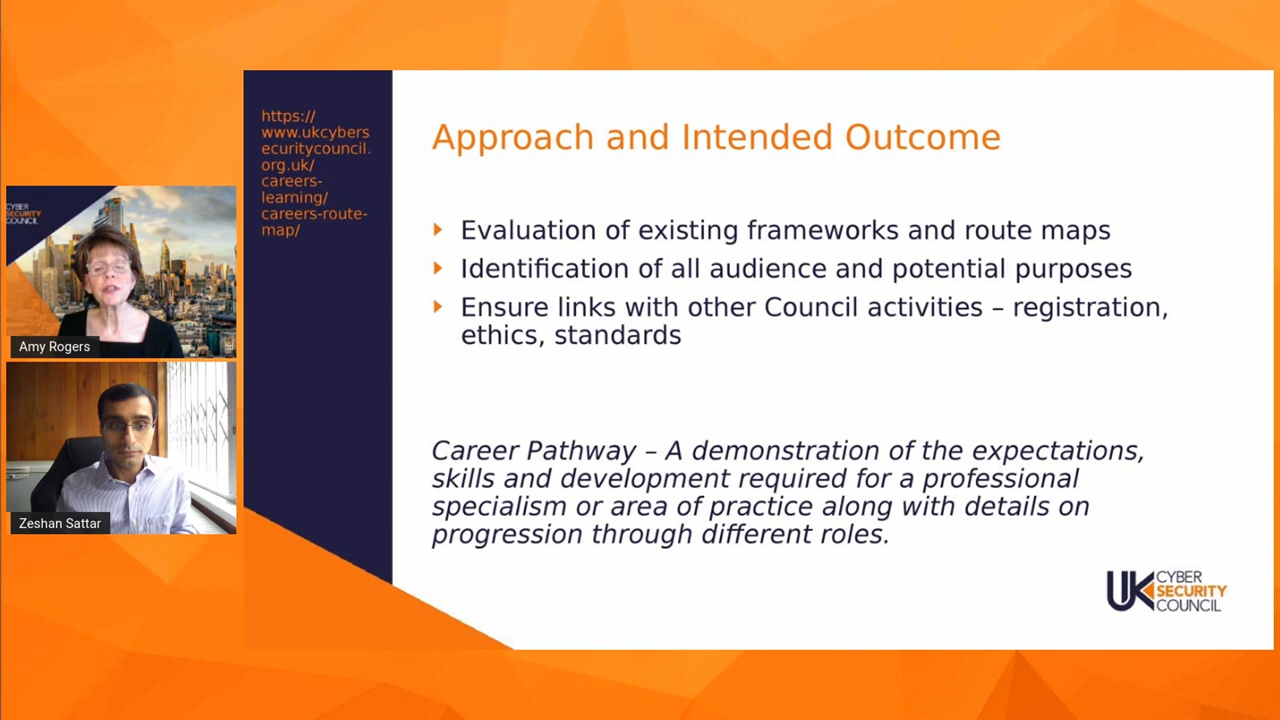 https://
www.ukcybers
ecuritycouncil.
org.uk/
careers-
learning/
careers-route-
map/
Approach and Intended Outcome
Evaluation of existing frameworks and route maps
Identification of all audience and potential purposes
Ensure links with other Council activities – registration,
ethics, standards
Career Pathway – A demonstration of the expectations,
skills and development required for a professional
specialism or area of practice along with details on
progression through different roles.
UK CYBER
SECURITY
COUNCIL
CYBER
SECURITY
COUNCIL
Amy Rogers
Zeshan Sattar